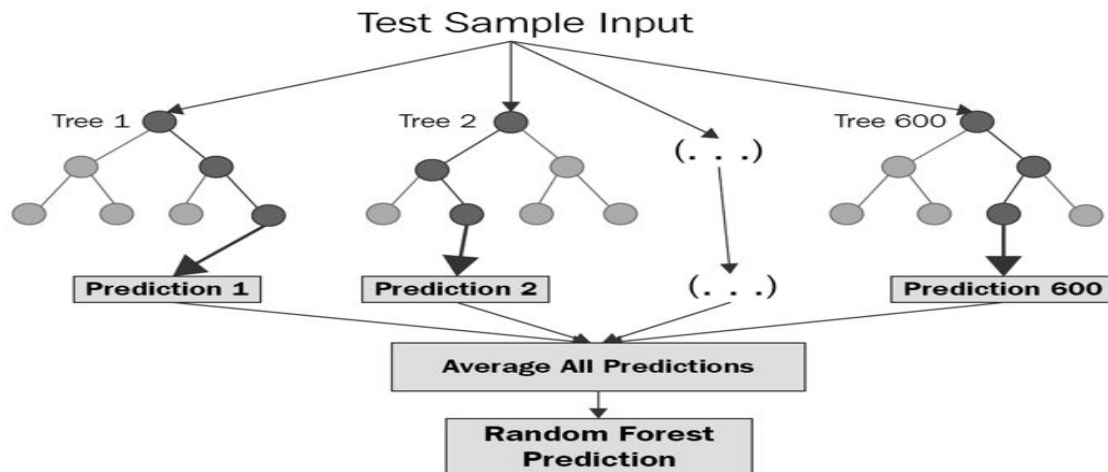 Test Sample Input
Tree 1
Tree 2
Tree 600
(. . .)
Prediction 1
Prediction 2
(. . .)
Prediction 600
Average All Predictions
Random Forest
Prediction